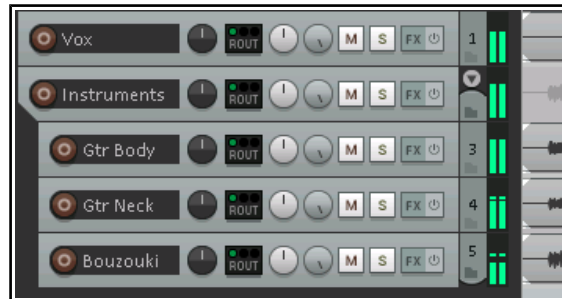 Vox ROUT M S FX 1
Instruments ROUT M S FX
Gtr Body ROUT M S FX 3
Gtr Neck ROUT M S FX 4
Bouzouki ROUT M S FX 5